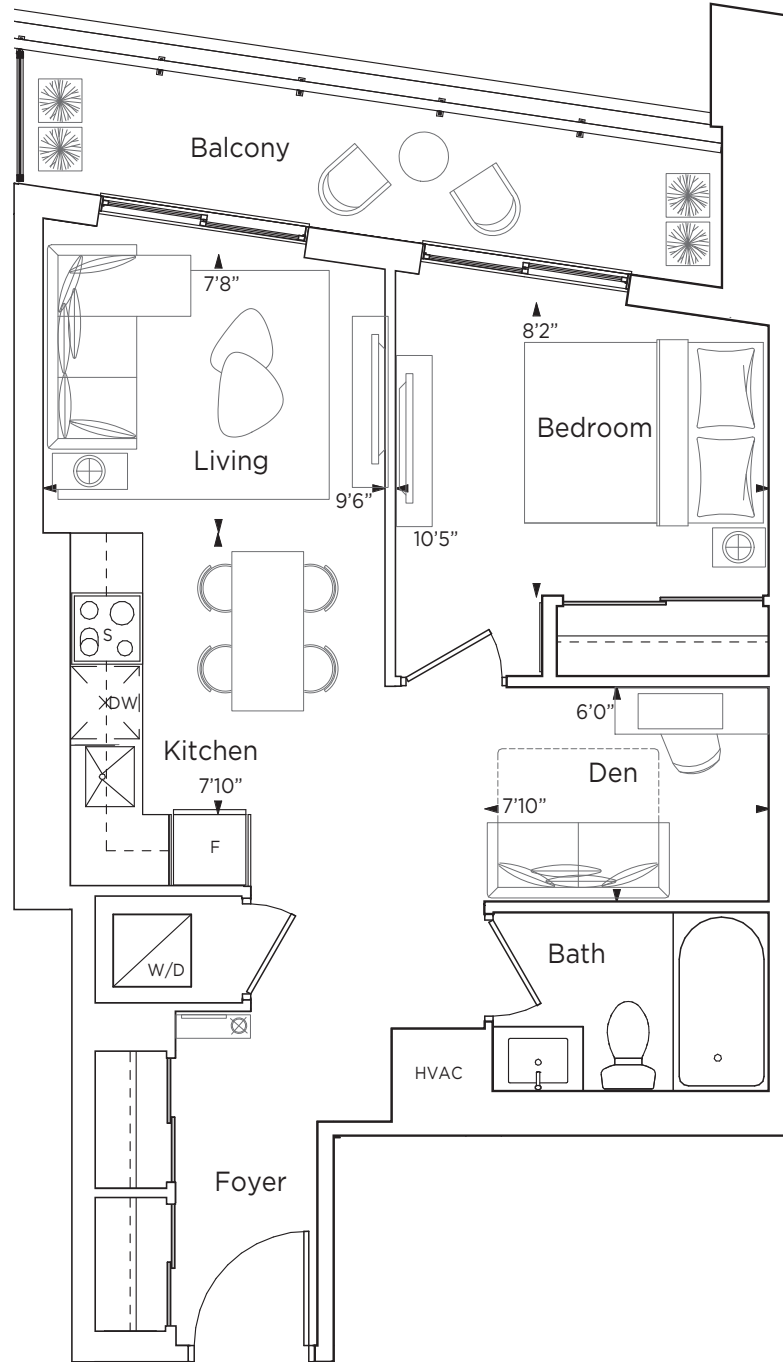 Balcony
7’8”
8’2”
Bedroom
Living
9’6”
10’5”
S
DW
6’0”
Kitchen
Den
7’10”
7’10”
F
Bath
W/D
HVAC
Foyer